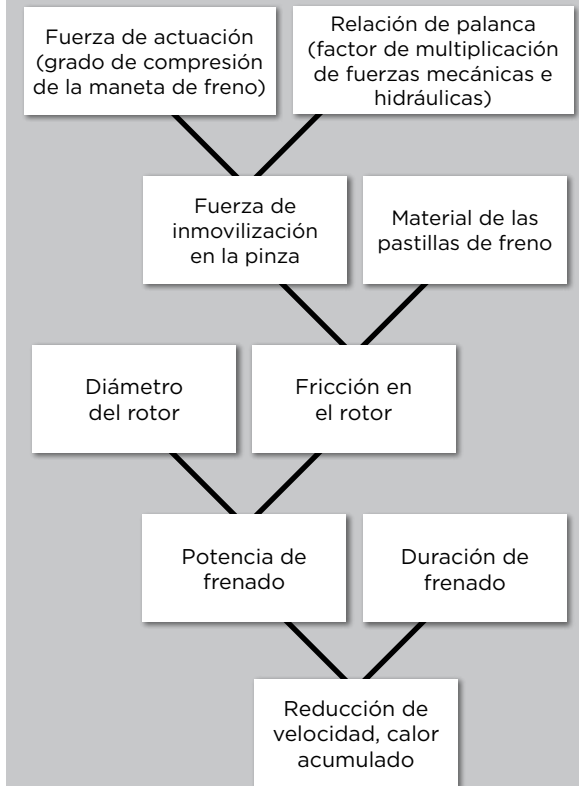 Fuerza de actuación
(grado de compresión
de la maneta de freno)
Relación de palanca
(factor de multiplicación
de fuerzas mecánicas e
hidráulicas)
Fuerza de
inmovilización
en la pinza
Material de las
pastillas de freno
Diámetro
del rotor
Fricción en
el rotor
Potencia de
frenado
Duración de
frenado
Reducción de
velocidad, calor
acumulado